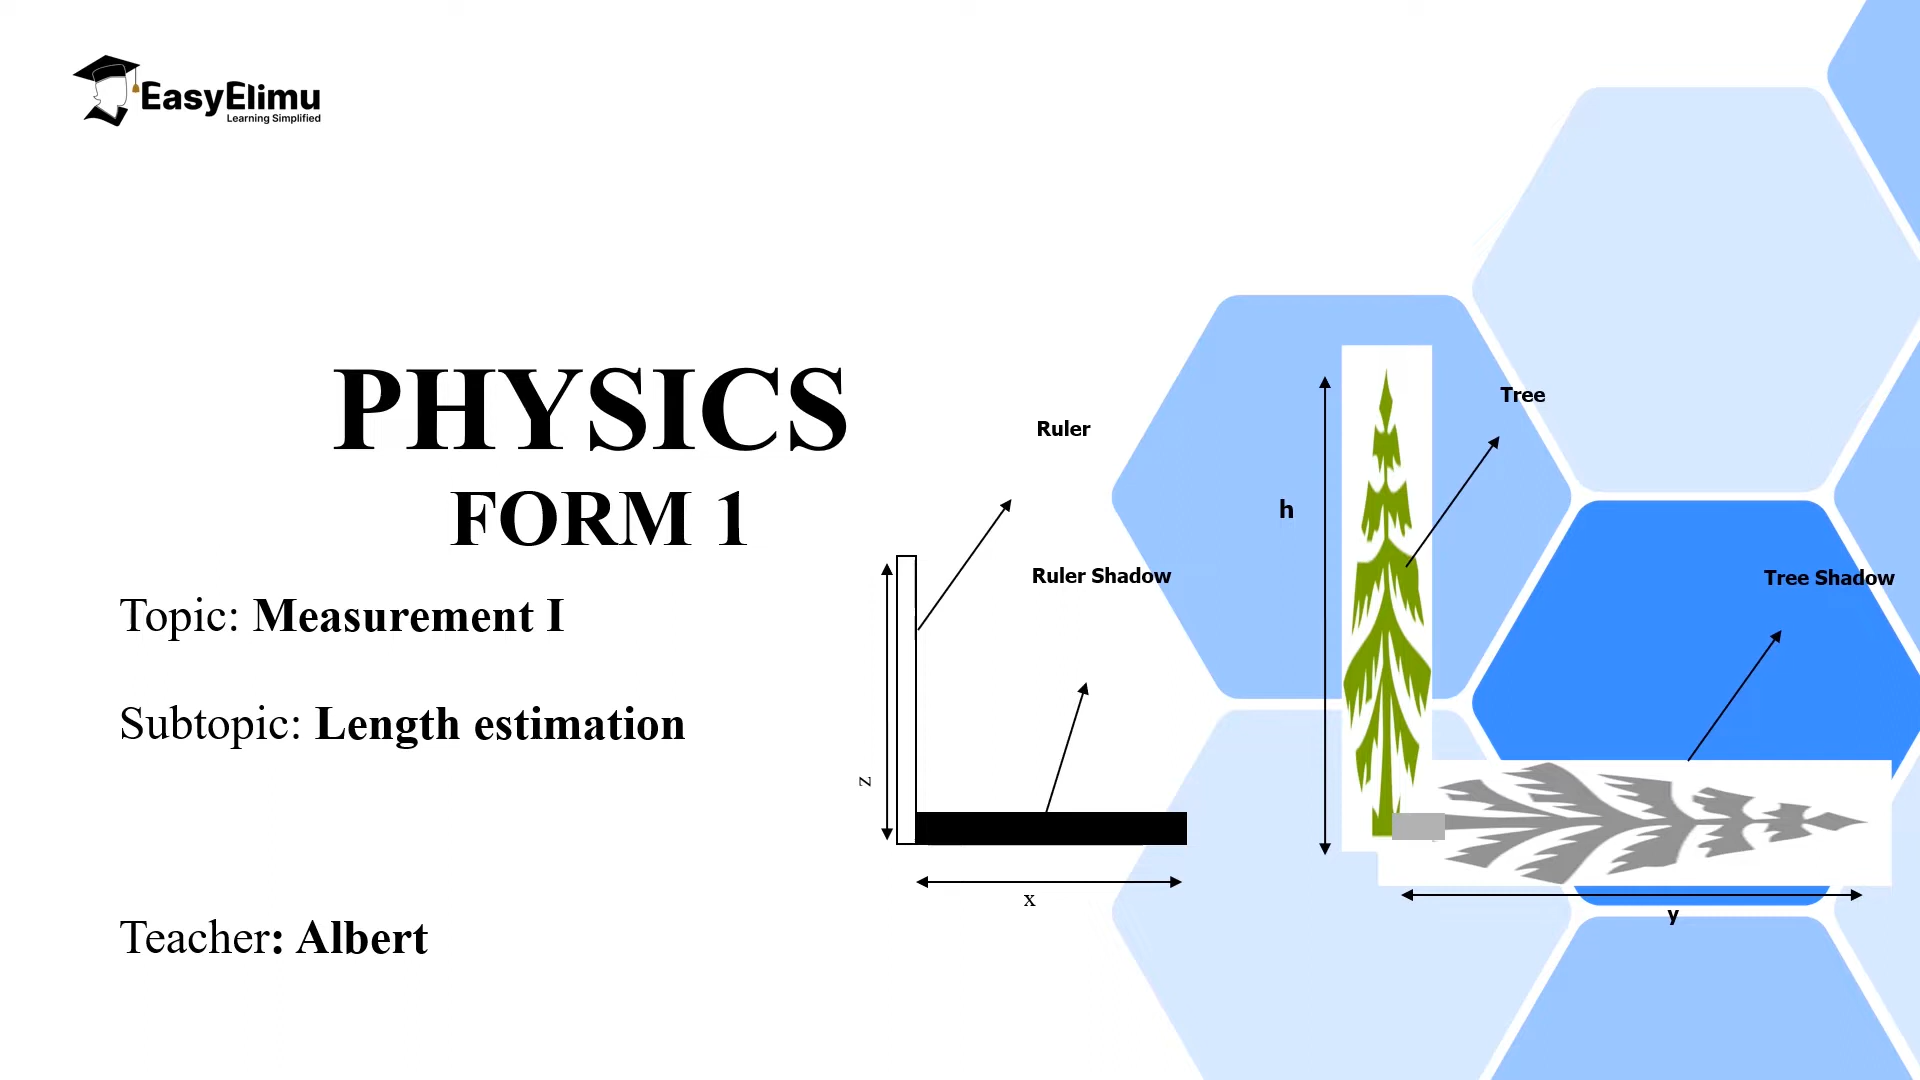 EasyElimu
Learning Simplified
PHYSICS
FORM 1
Topic: Measurement I
Subtopic: Length estimation
Teacher: Albert
Ruler
Ruler Shadow
z
x
Tree
h
Tree Shadow
y